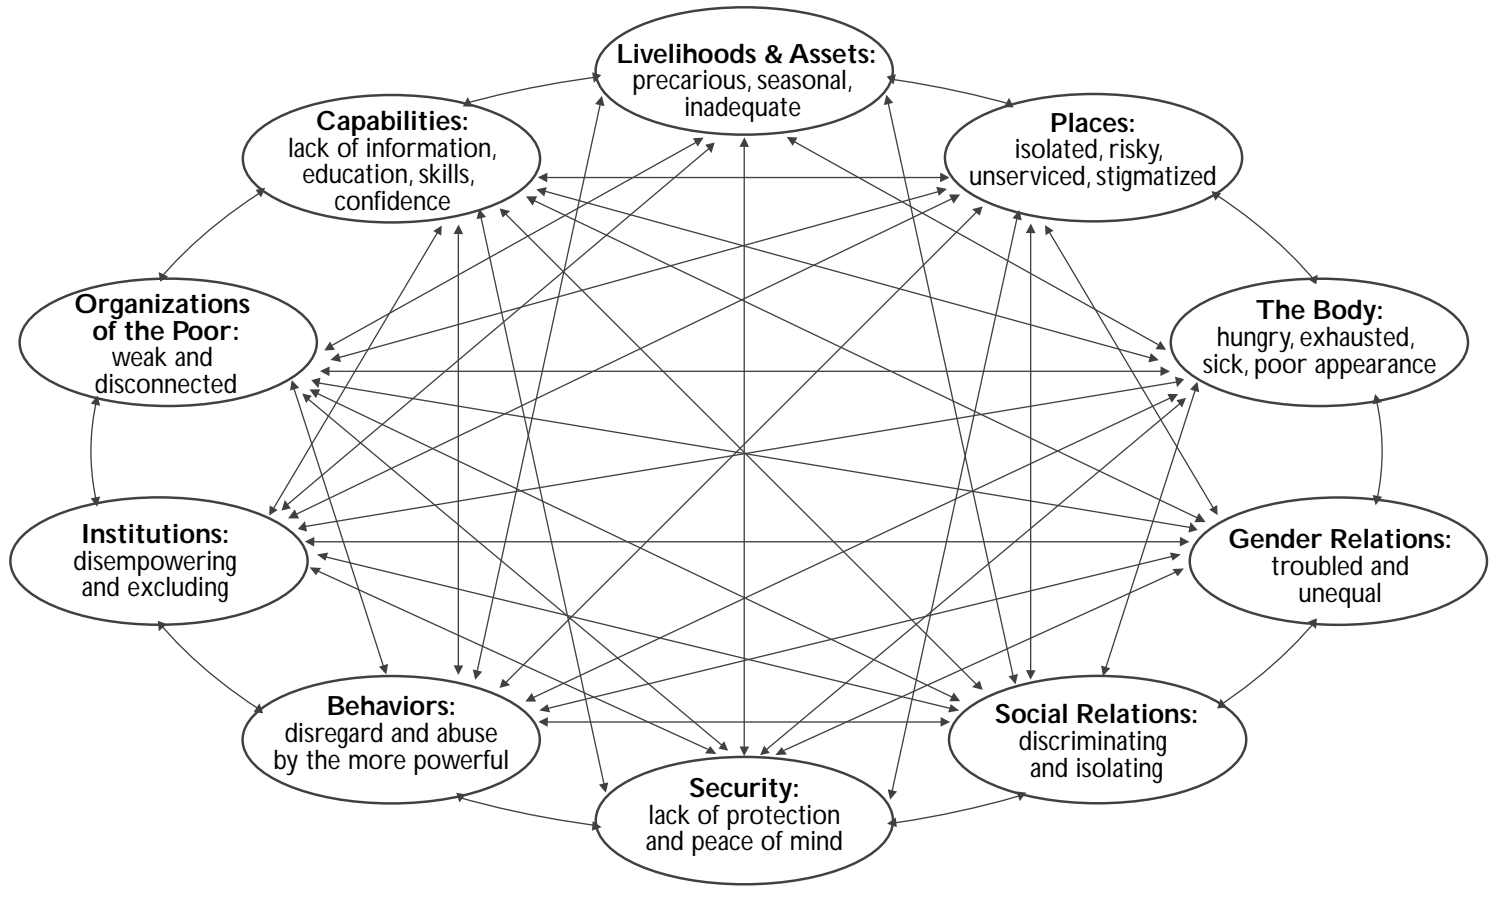 Livelihoods & Assets:
precarious, seasonal,
inadequate
Capabilities:
lack of information,
education, skills,
confidence
Places:
isolated, risky,
unserviced, stigmatized
Organizations
of the Poor:
weak and
disconnected
The Body:
hungry, exhausted,
sick, poor appearance
Institutions:
disempowering
and excluding
Gender Relations:
troubled and
unequal
Behaviors:
disregard and abuse
by the more powerful
Social Relations:
discriminating
and isolating
Security:
lack of protection
and peace of mind